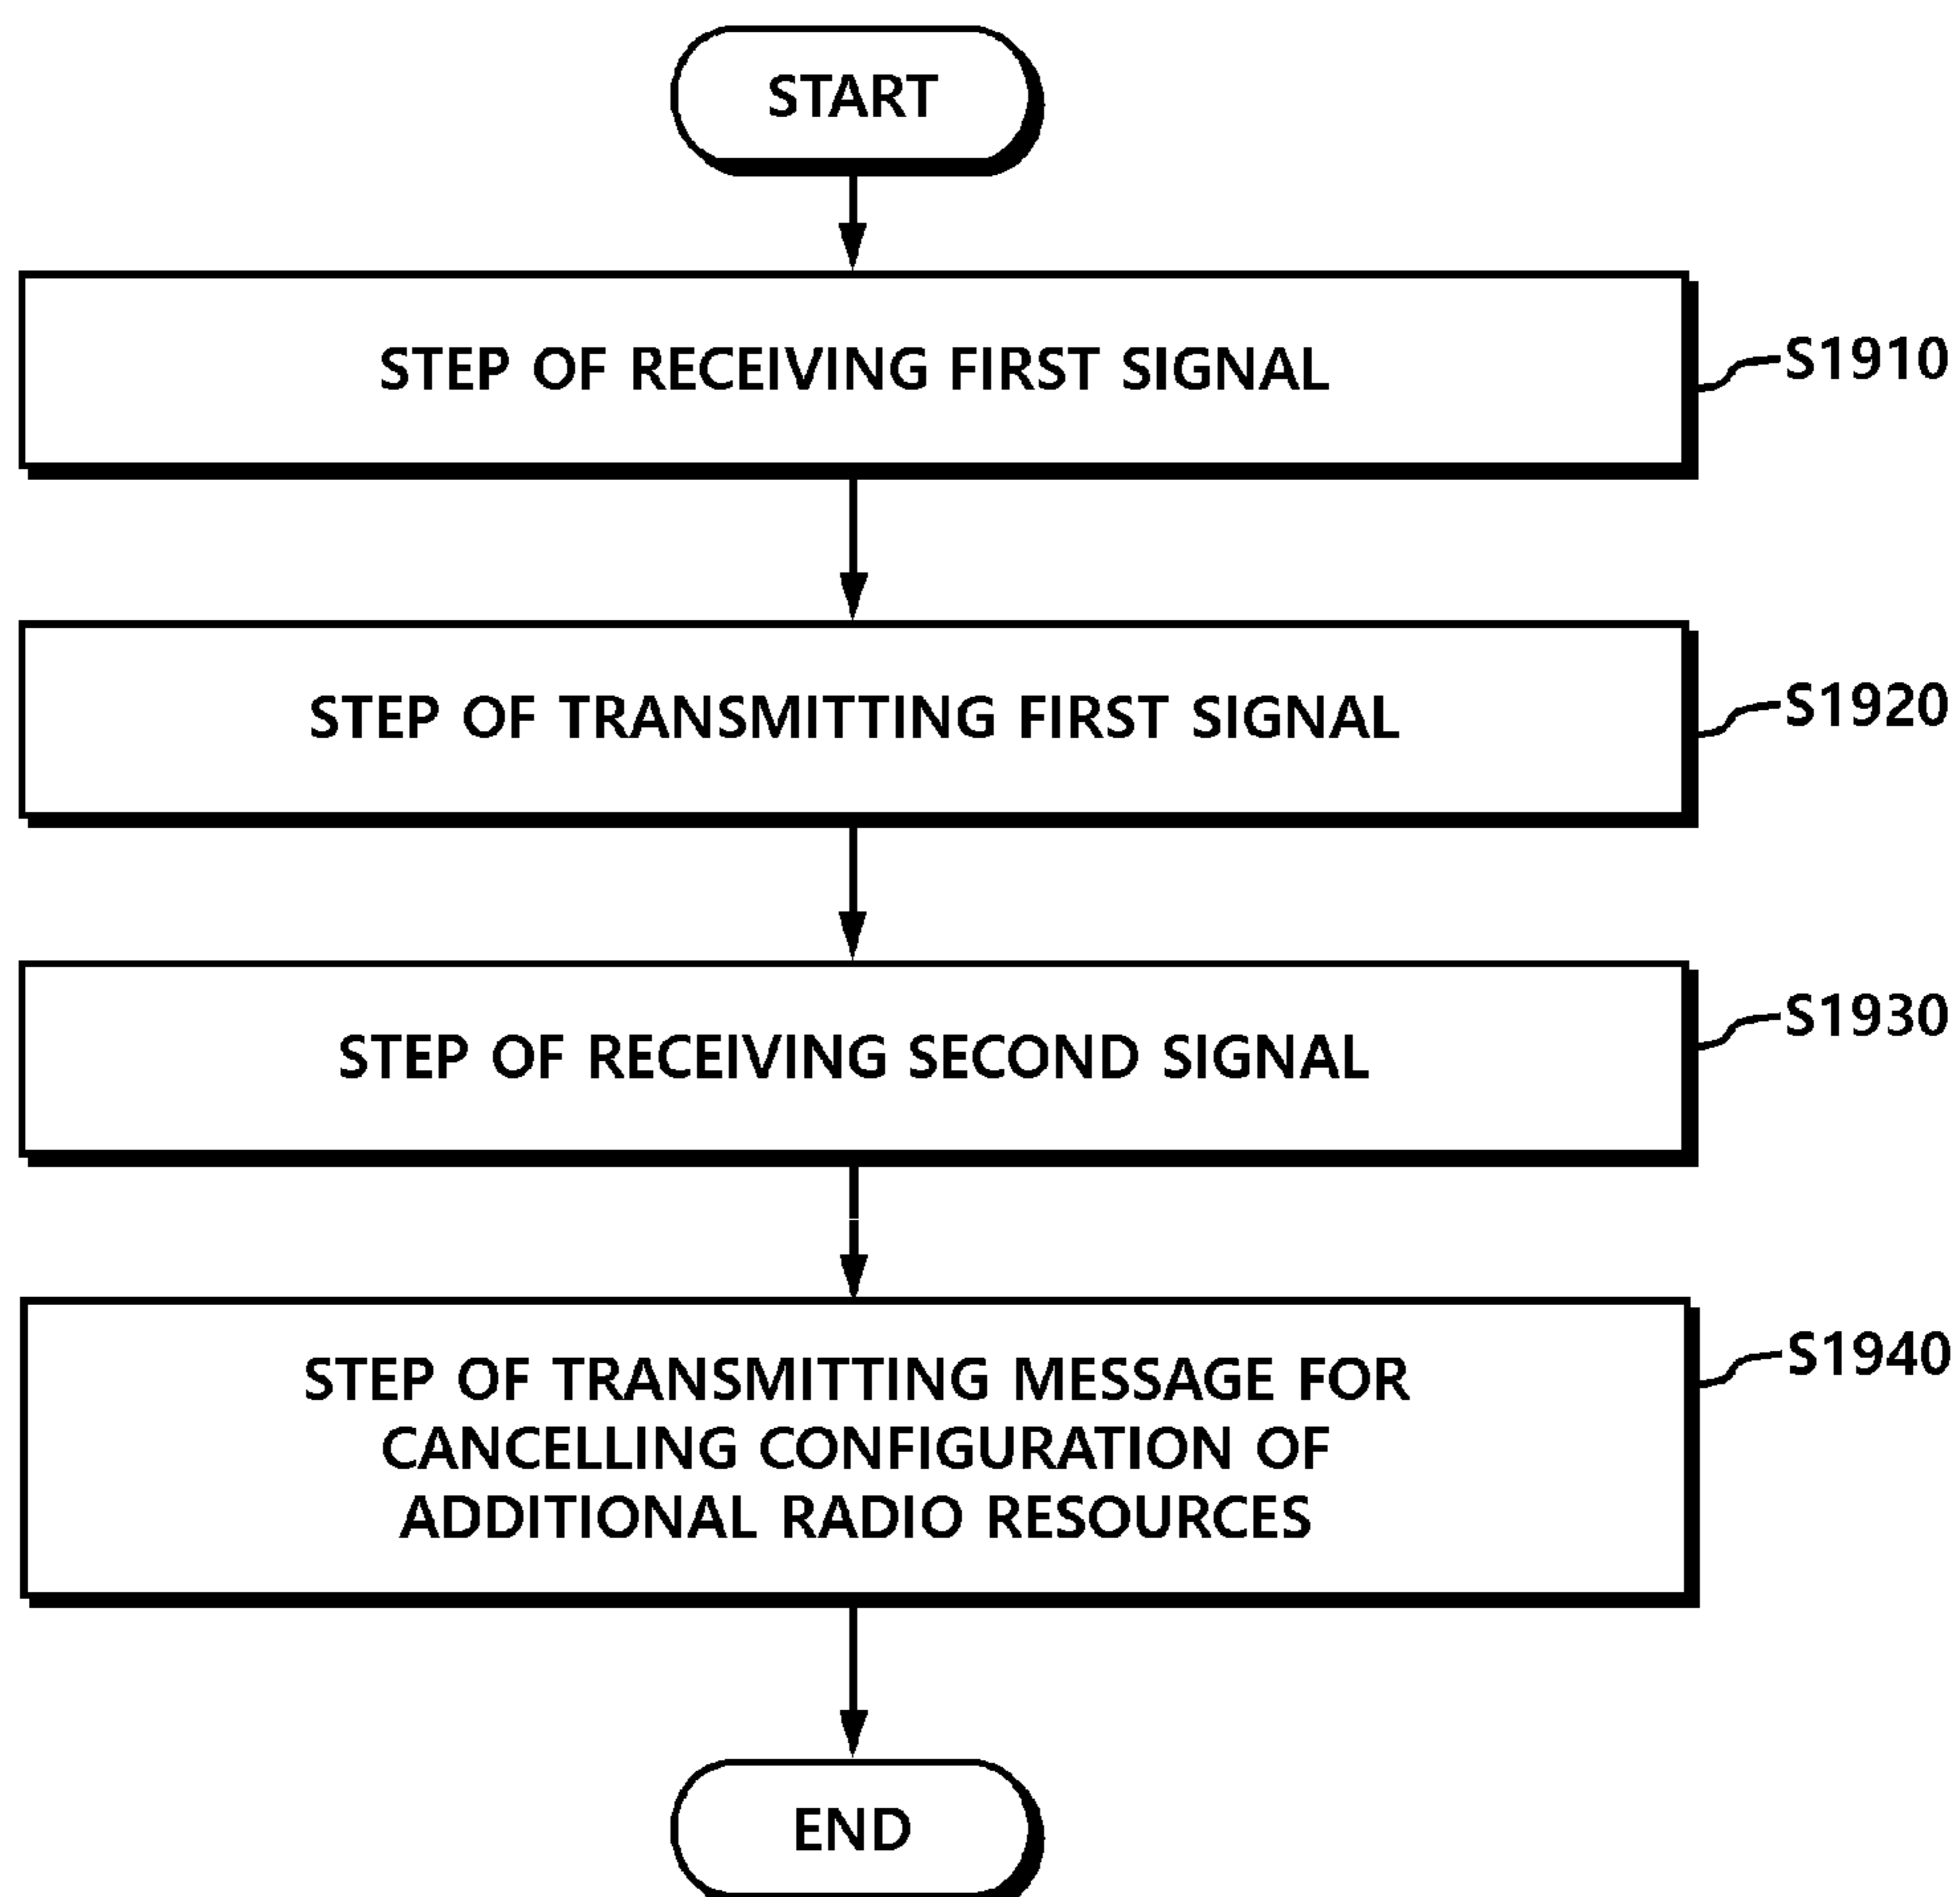 START
STEP OF RECEIVING FIRST SIGNAL
S1910
STEP OF TRANSMITTING FIRST SIGNAL
S1920
STEP OF RECEIVING SECOND SIGNAL
S1930
STEP OF TRANSMITTING MESSAGE FOR
CANCELLING CONFIGURATION OF
ADDITIONAL RADIO RESOURCES
S1940
END